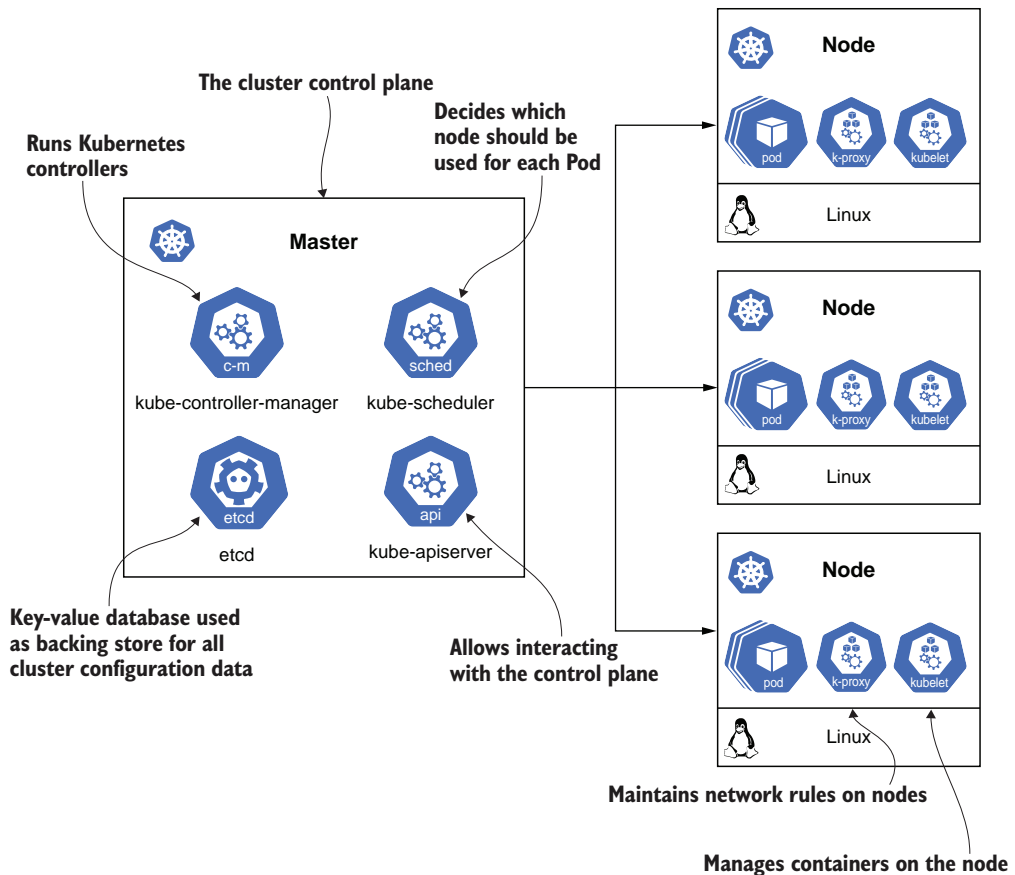 The cluster control plane
Runs Kubernetes
controllers
Decides which
node should be
used for each Pod
Master
c-m
sched
kube-controller-manager
kube-scheduler
etcd
api
etcd
kube-apiserver
Key-value database used
as backing store for all
cluster configuration data
Allows interacting
with the control plane
Node
pod
k-proxy
kubelet
Linux
Node
pod
k-proxy
kubelet
Linux
Node
pod
k-proxy
kubelet
Linux
Maintains network rules on nodes
Manages containers on the node